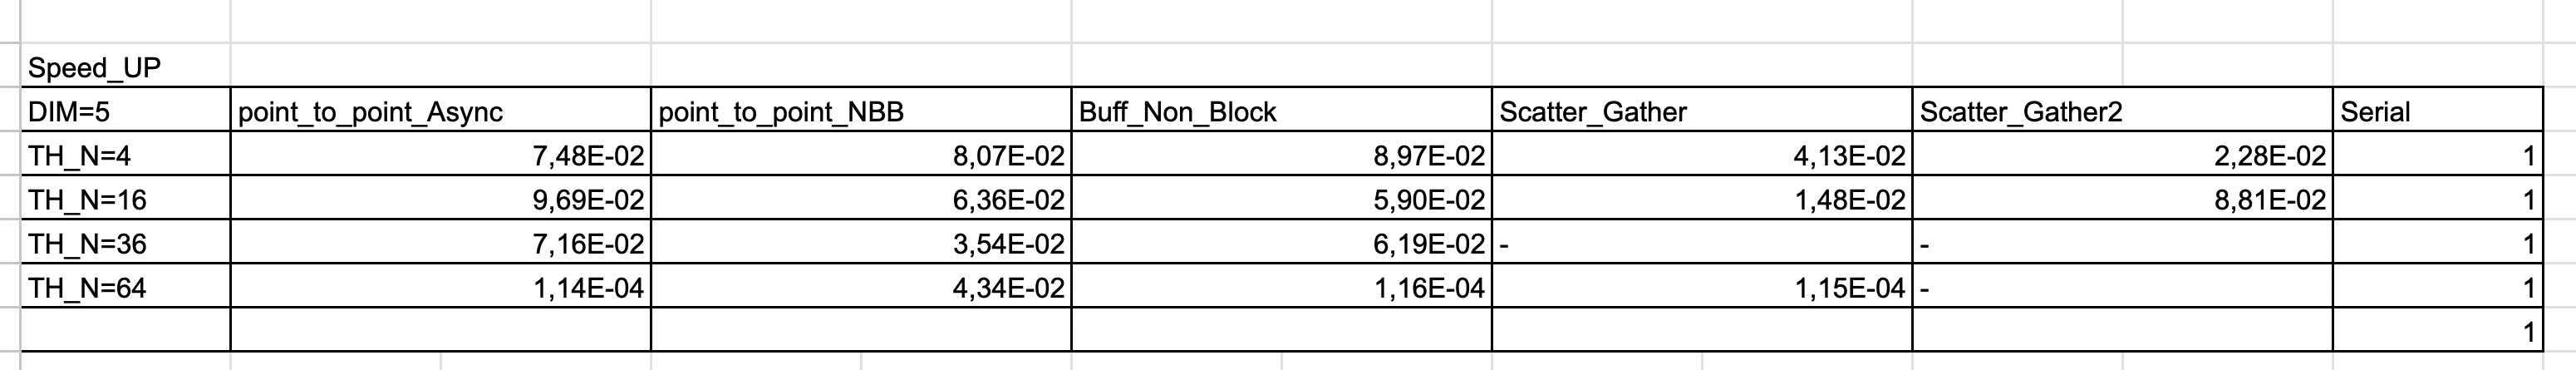 Speed_UP
DIM=5 point_to_point_Async point_to_point_NBB Buff_Non_Block Scatter_Gather Scatter_Gather2 Serial
TH_N=4 7,48E-02 8,07E-02 8,97E-02 4,13E-02 2,28E-02 1
TH_N=16 9,69E-02 6,36E-02 5,90E-02 1,48E-02 8,81E-02 1
TH_N=36 7,16E-02 3,54E-02 6,19E-02 - - 1
TH_N=64 1,14E-04 4,34E-02 1,16E-04 1,15E-04 - 1
1